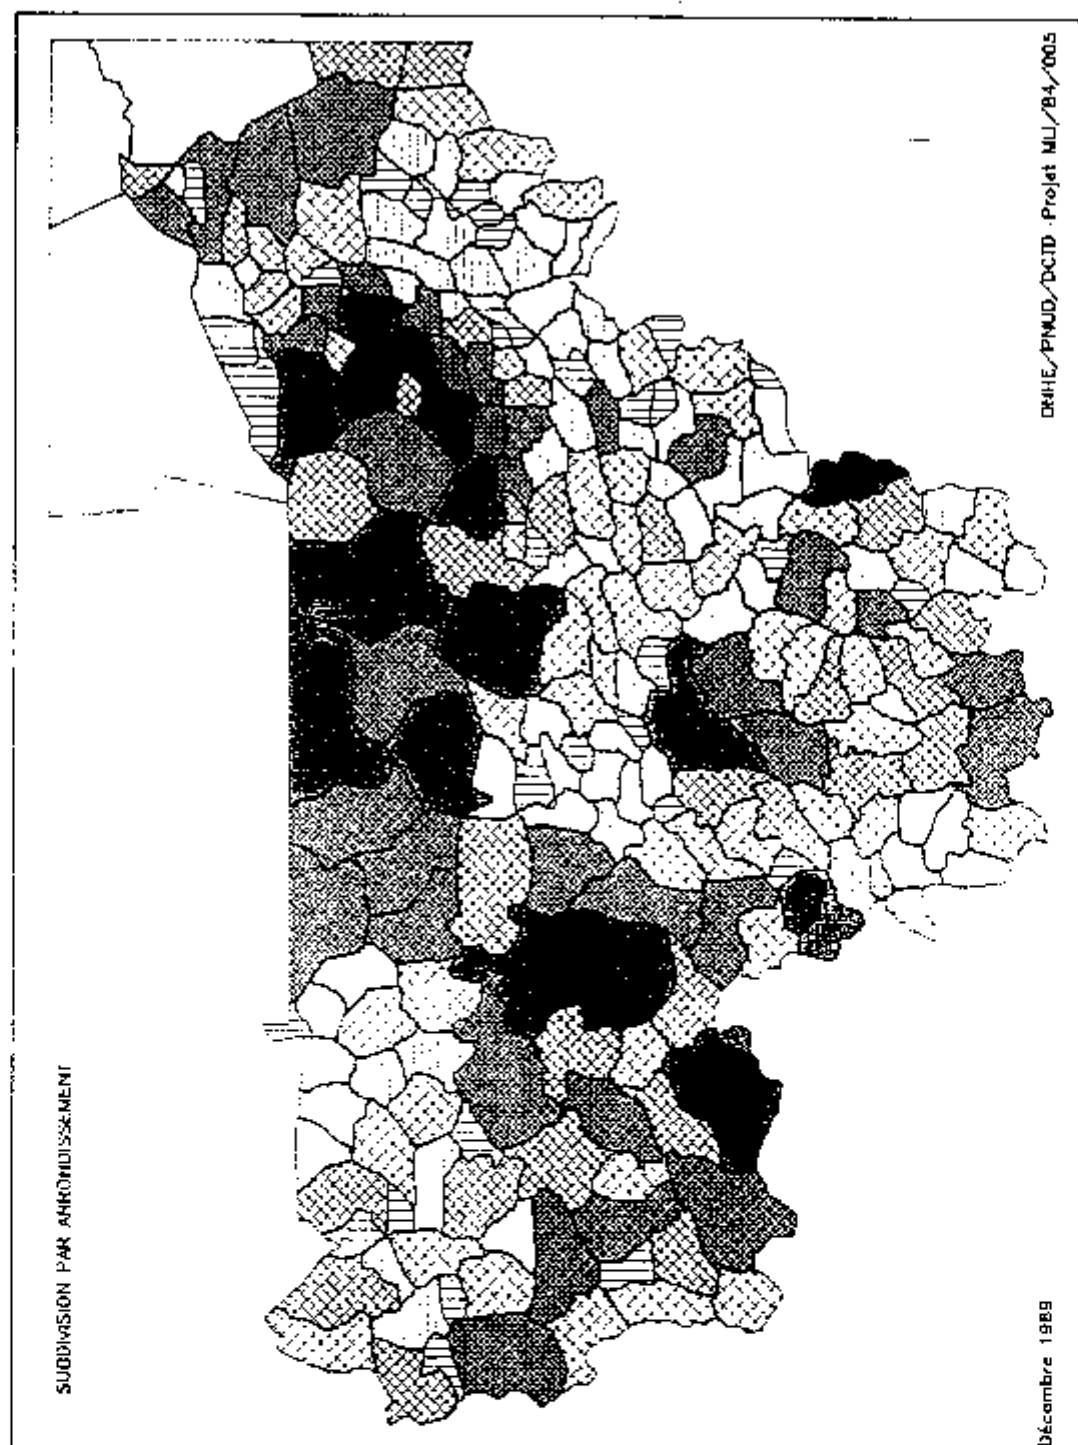 SUBDIVISION PAR ARRONDISSEMENT
Décembre 1989
DNHE/PNUD/DCTD -Projet MLI/84/005